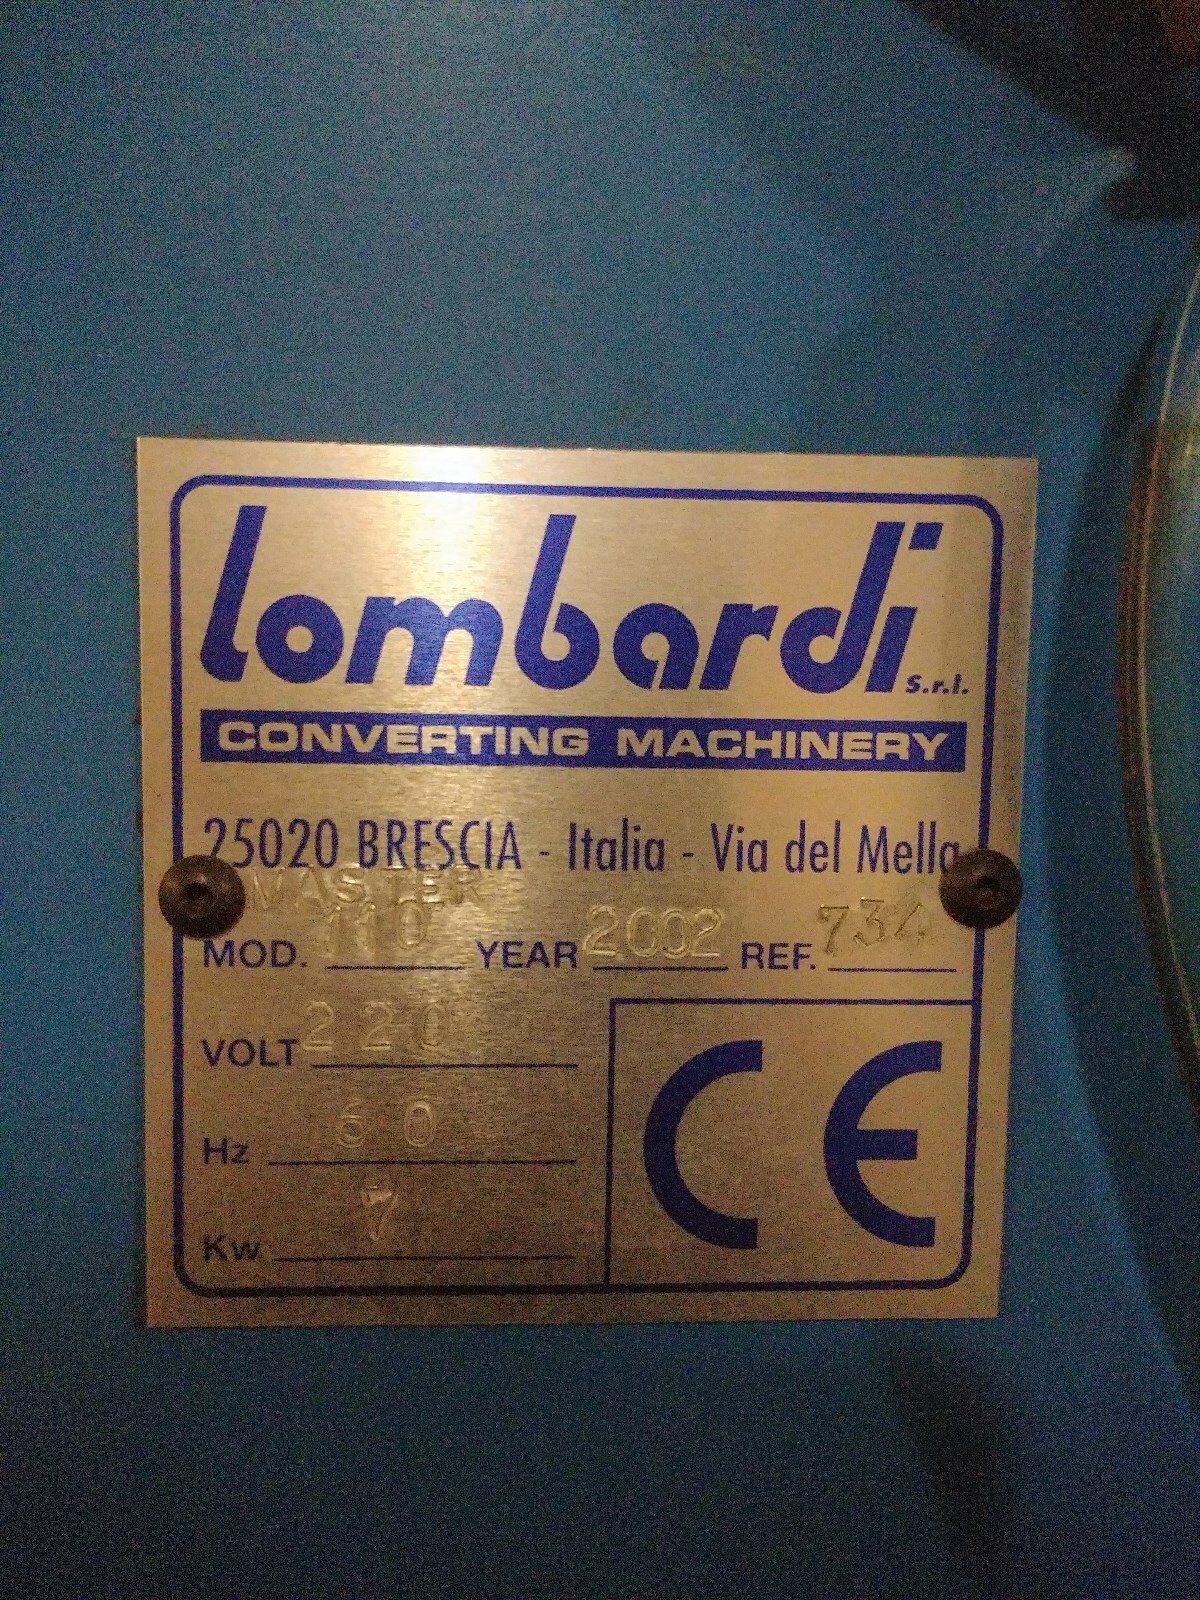 lombardi s.r.l.
CONVERTING MACHINERY
25020 BRESCIA - Italia - Via del Mella
MASTER
MOD. 110 YEAR 2002 REF. 734
VOLT 220
Hz 60
Kw 7
CE